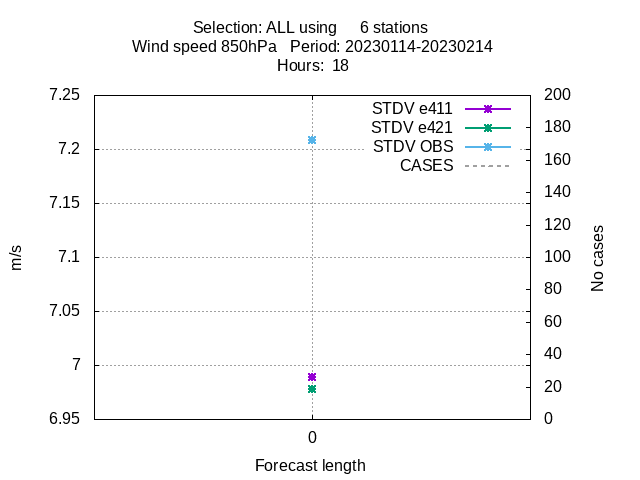 Selection: ALL using      6 stations
Wind speed 850hPa   Period: 20230114-20230214
Hours:  18
7.25
7.2
7.15
7.1
7.05
7
6.95
200
180
160
140
120
100
80
60
40
20
0
STDV e411
STDV e421
STDV OBS
CASES
m/s
No cases
0
Forecast length